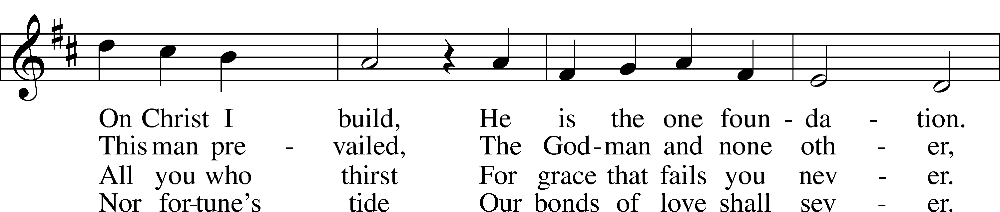 On Christ I build, He is the one foun - da - tion.
This man pre - vailed, The God-man and none oth - er,
All you who thirst For grace that fails you nev - er.
Nor for-tune’s tide Our bonds of love shall sev - er.